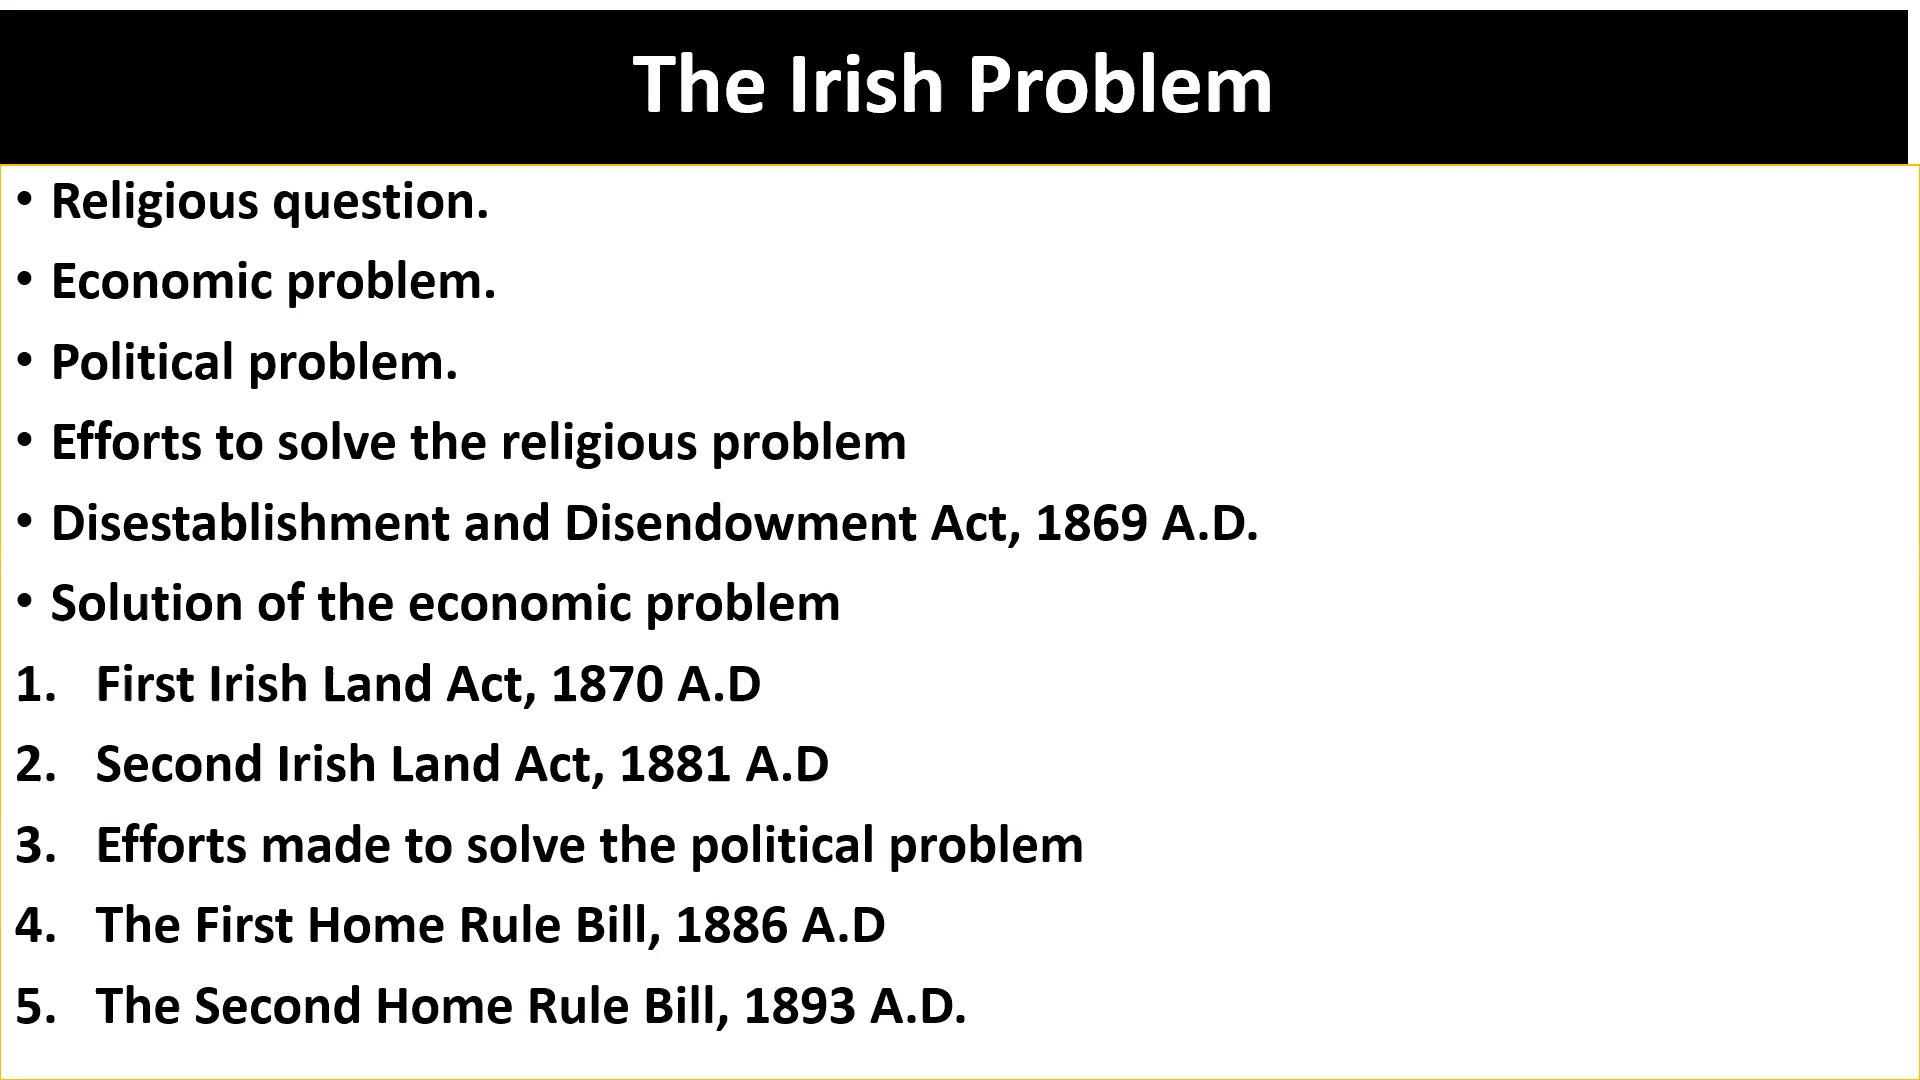 The Irish Problem
• Religious question.
• Economic problem.
• Political problem.
• Efforts to solve the religious problem
• Disestablishment and Disendowment Act, 1869 A.D.
• Solution of the economic problem
1. First Irish Land Act, 1870 A.D
2. Second Irish Land Act, 1881 A.D
3. Efforts made to solve the political problem
4. The First Home Rule Bill, 1886 A.D
5. The Second Home Rule Bill, 1893 A.D.